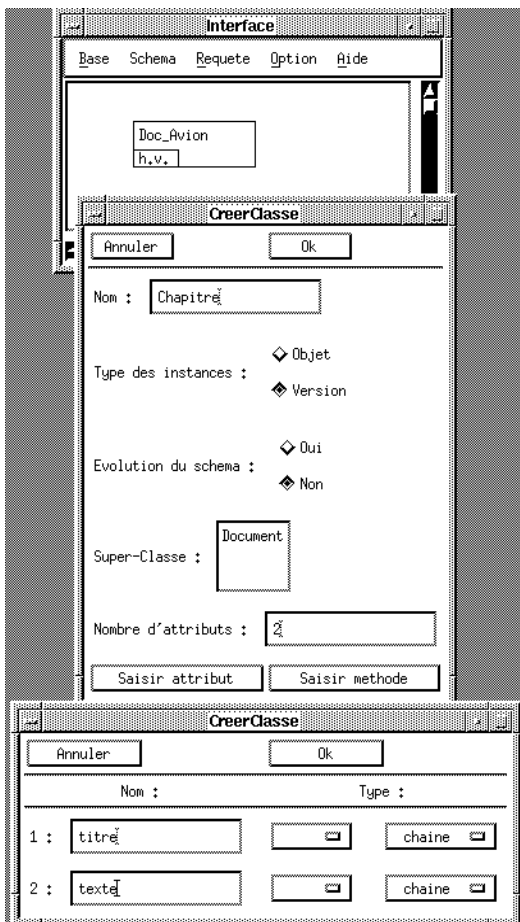 Interface
Base Schema Requete Option Aide
Doc_Avion
h.v.
CreerClasse
Annuler Ok
Nom : Chapitre
Type des instances : Objet
Version
Evolution du schema : Oui
Non
Super-Classe : Document
Nombre d'attributs : 2
Saisir attribut Saisir methode
CreerClasse
Annuler Ok
Nom : Type :
1 : titre chaine
2 : texte chaine